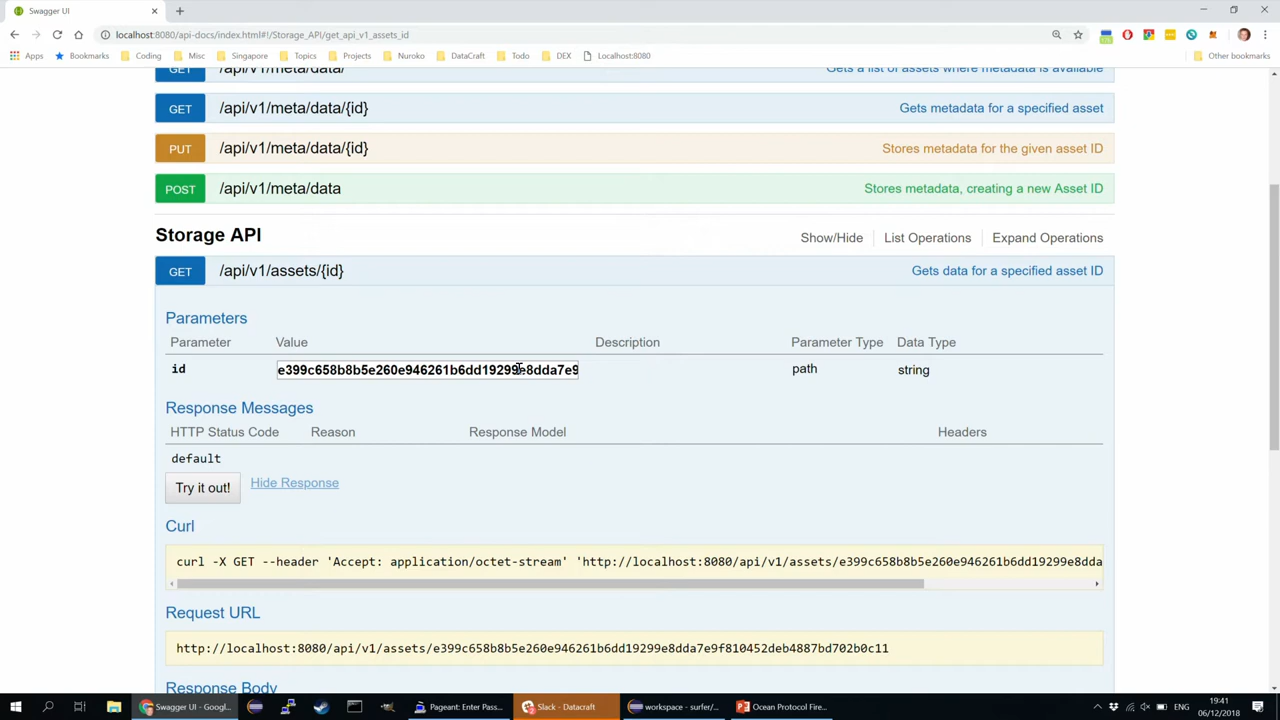 Swagger UI
localhost:8080/api-docs/index.html#!/Storage_API/get_api_v1_assets_id
Apps Bookmarks Coding Misc Singapore Topics Projects Nuroko DataCraft Todo DEX Localhost:8080 Other bookmarks
GET /api/v1/meta/data/ Gets a list of assets where metadata is available
GET /api/v1/meta/data/{id} Gets metadata for a specified asset
PUT /api/v1/meta/data/{id} Stores metadata for the given asset ID
POST /api/v1/meta/data Stores metadata, creating a new Asset ID
Storage API Show/Hide List Operations Expand Operations
GET /api/v1/assets/{id} Gets data for a specified asset ID
Parameters
Parameter Value Description Parameter Type Data Type
id e399c658b8b5e260e946261b6dd19299e8dda7e9 path string
Response Messages
HTTP Status Code Reason Response Model Headers
default
Try it out! Hide Response
Curl
curl -X GET --header 'Accept: application/octet-stream' 'http://localhost:8080/api/v1/assets/e399c658b8b5e260e946261b6dd19299e8dda
Request URL
http://localhost:8080/api/v1/assets/e399c658b8b5e260e946261b6dd19299e8dda7e9f810452deb4887bd702b0c11
Response Body
Swagger UI - Googl... Pageant: Enter Pass... Slack - Datacraft workspace - surfer/... Ocean Protocol Fire... ENG 19:41
06/12/2018